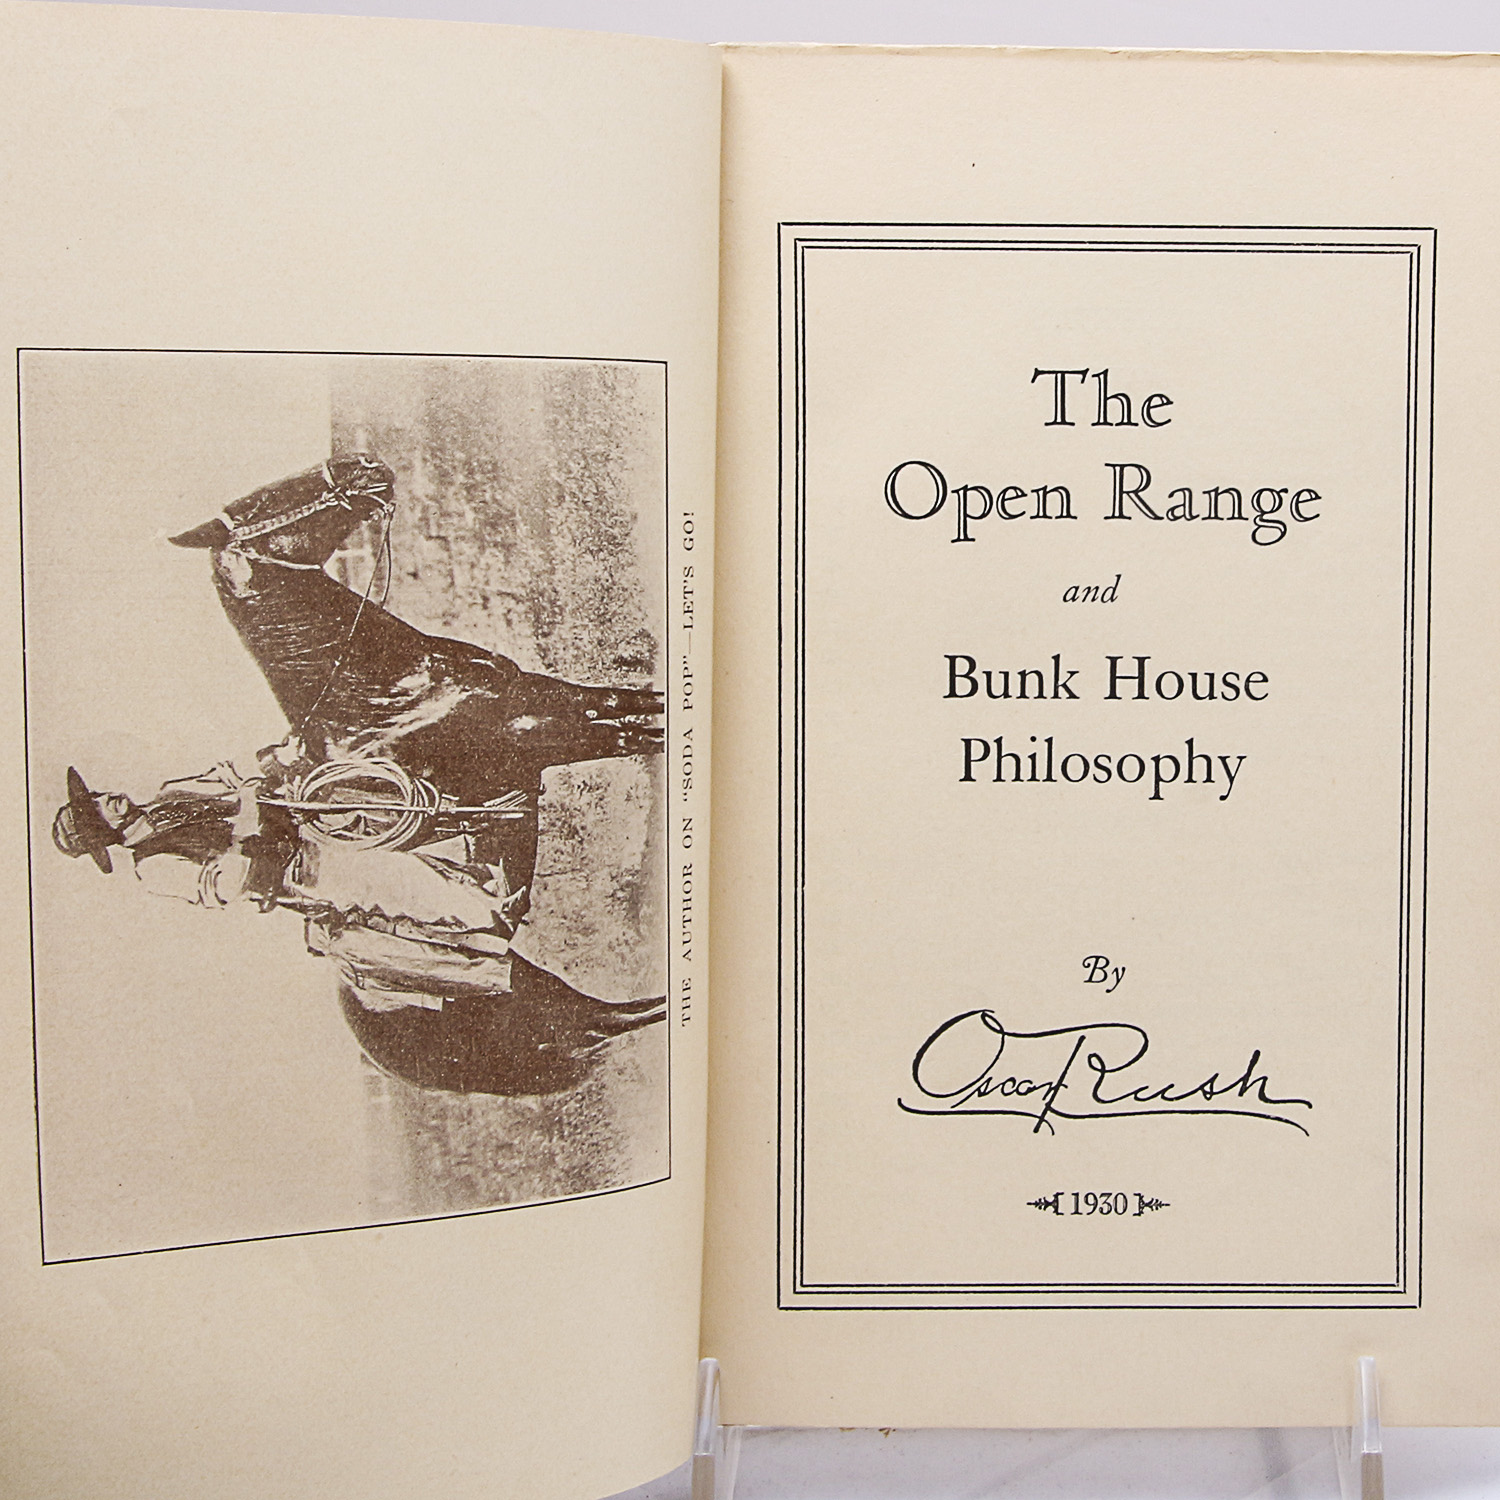 THE AUTHOR ON "SODA POP"—LET'S GO!
The
Open Range
and
Bunk House
Philosophy
By
Oscar Rush
[1930]